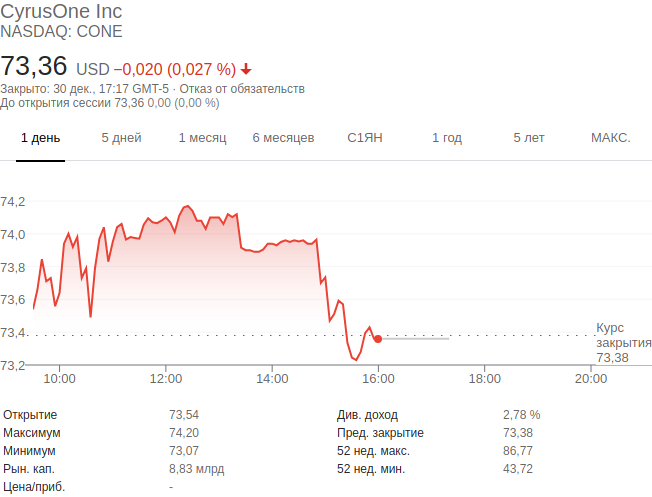 CyrusOne Inc
NASDAQ: CONE
73,36 USD −0,020 (0,027 %)
Закрыто: 30 дек., 17:17 GMT-5 · Отказ от обязательств
До открытия сессии 73,36 0,00 (0,00 %)
1 день 5 дней 1 месяц 6 месяцев С1ЯН 1 год 5 лет МАКС.
74,2
74,0
73,8
73,6
73,4
73,2
Курс
закрытия
73,38
10:00 12:00 14:00 16:00 18:00 20:00
Открытие 73,54 Див. доход 2,78 %
Максимум 74,20 Пред. закрытие 73,38
Минимум 73,07 52 нед. макс. 86,77
Рын. кап. 8,83 млрд 52 нед. мин. 43,72
Цена/приб. -